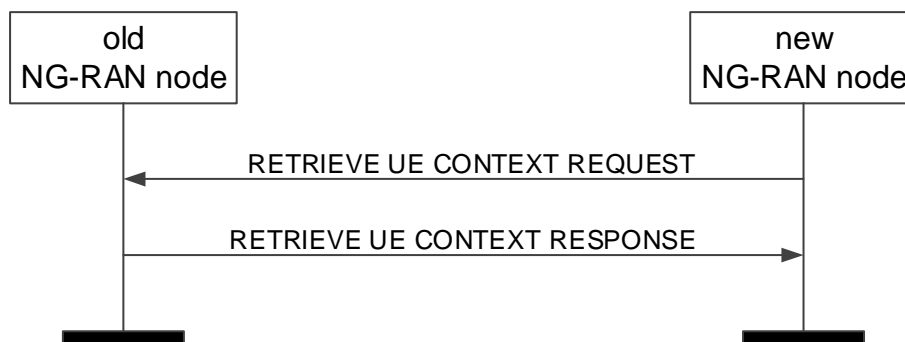 old
NG-RAN node
new
NG-RAN node
RETRIEVE UE CONTEXT REQUEST
RETRIEVE UE CONTEXT RESPONSE